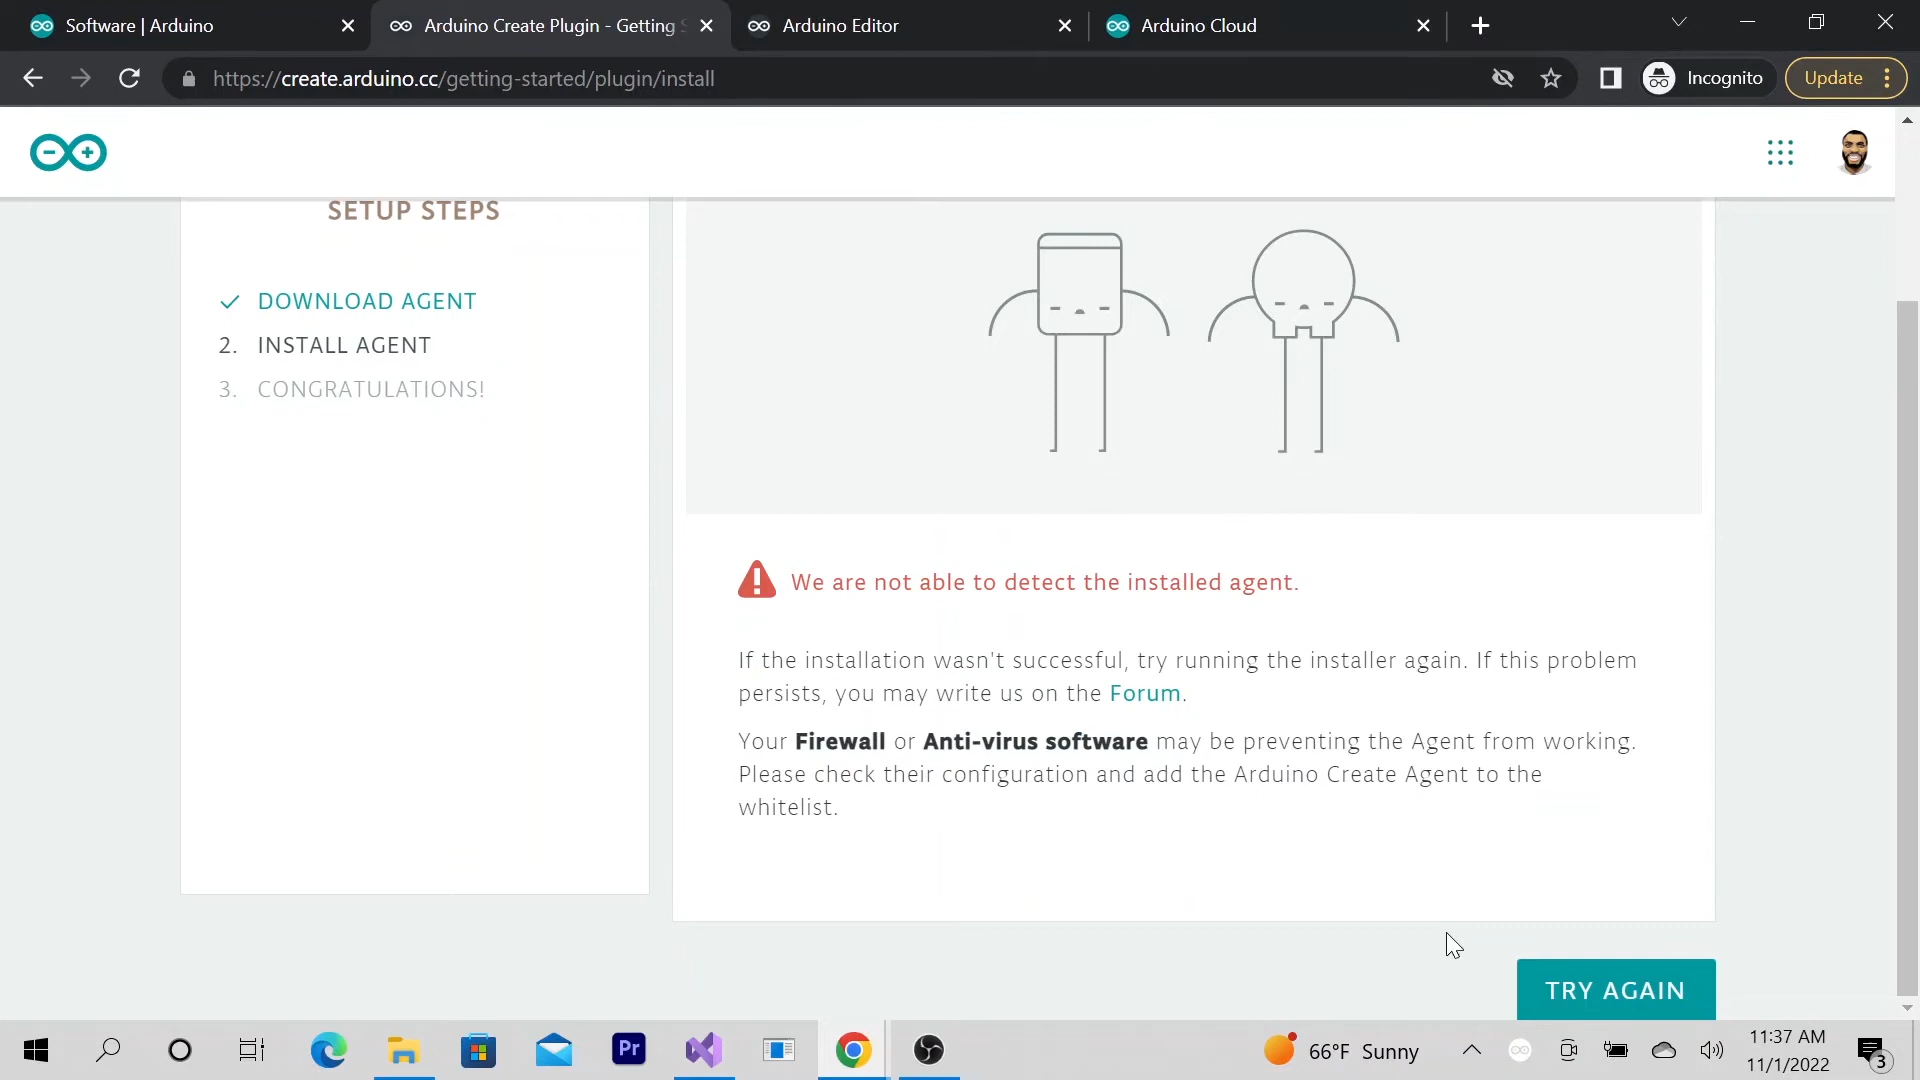 Software | Arduino
Arduino Create Plugin - Getting S
Arduino Editor
Arduino Cloud
https://create.arduino.cc/getting-started/plugin/install
Incognito
Update
SETUP STEPS
DOWNLOAD AGENT
2. INSTALL AGENT
3. CONGRATULATIONS!
We are not able to detect the installed agent.
If the installation wasn't successful, try running the installer again. If this problem
persists, you may write us on the Forum.
Your Firewall or Anti-virus software may be preventing the Agent from working.
Please check their configuration and add the Arduino Create Agent to the
whitelist.
TRY AGAIN
Pr
66°F Sunny
11:37 AM
11/1/2022
3